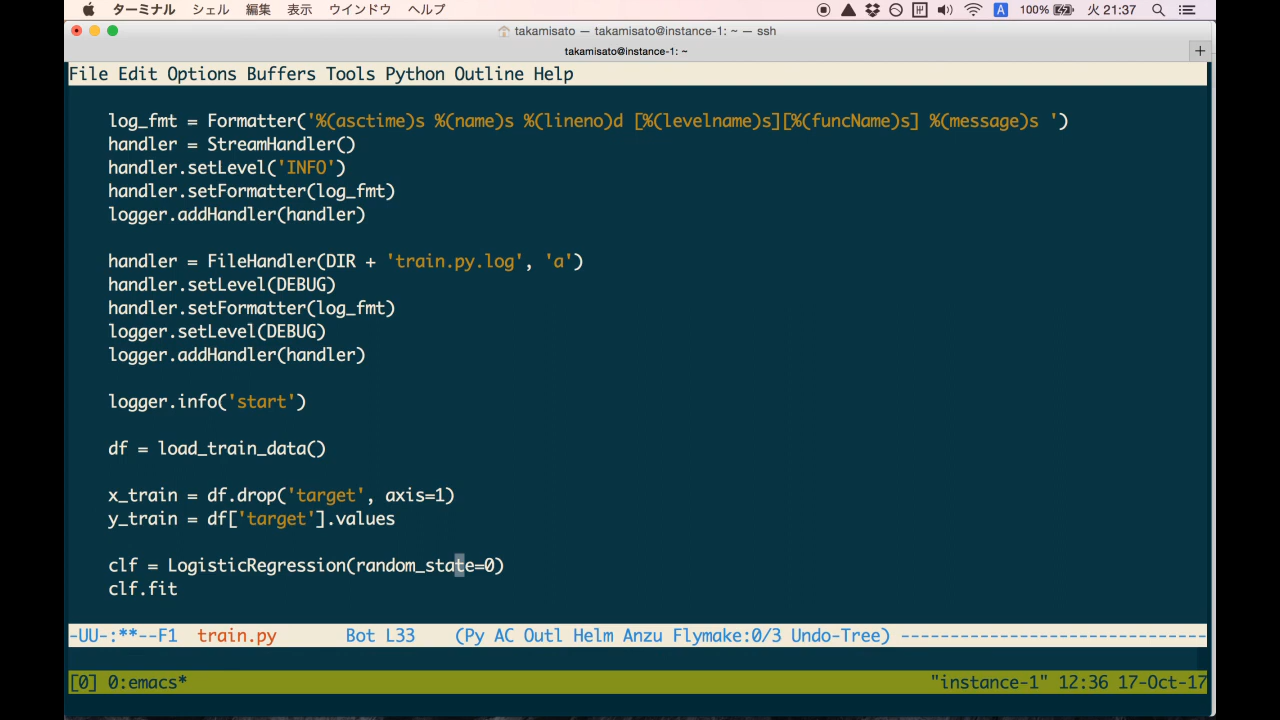 ターミナル シェル 編集 表示 ウインドウ ヘルプ A 100% 火 21:37
takamisato — takamisato@instance-1: ~ — ssh
takamisato@instance-1: ~
File Edit Options Buffers Tools Python Outline Help
log_fmt = Formatter('%(asctime)s %(name)s %(lineno)d [%(levelname)s][%(funcName)s] %(message)s ')
handler = StreamHandler()
handler.setLevel('INFO')
handler.setFormatter(log_fmt)
logger.addHandler(handler)
handler = FileHandler(DIR + 'train.py.log', 'a')
handler.setLevel(DEBUG)
handler.setFormatter(log_fmt)
logger.setLevel(DEBUG)
logger.addHandler(handler)
logger.info('start')
df = load_train_data()
x_train = df.drop('target', axis=1)
y_train = df['target'].values
clf = LogisticRegression(random_state=0)
clf.fit
-UU-:**--F1 train.py Bot L33 (Py AC Outl Helm Anzu Flymake:0/3 Undo-Tree) -------------------------------
[0] 0:emacs* "instance-1" 12:36 17-Oct-17